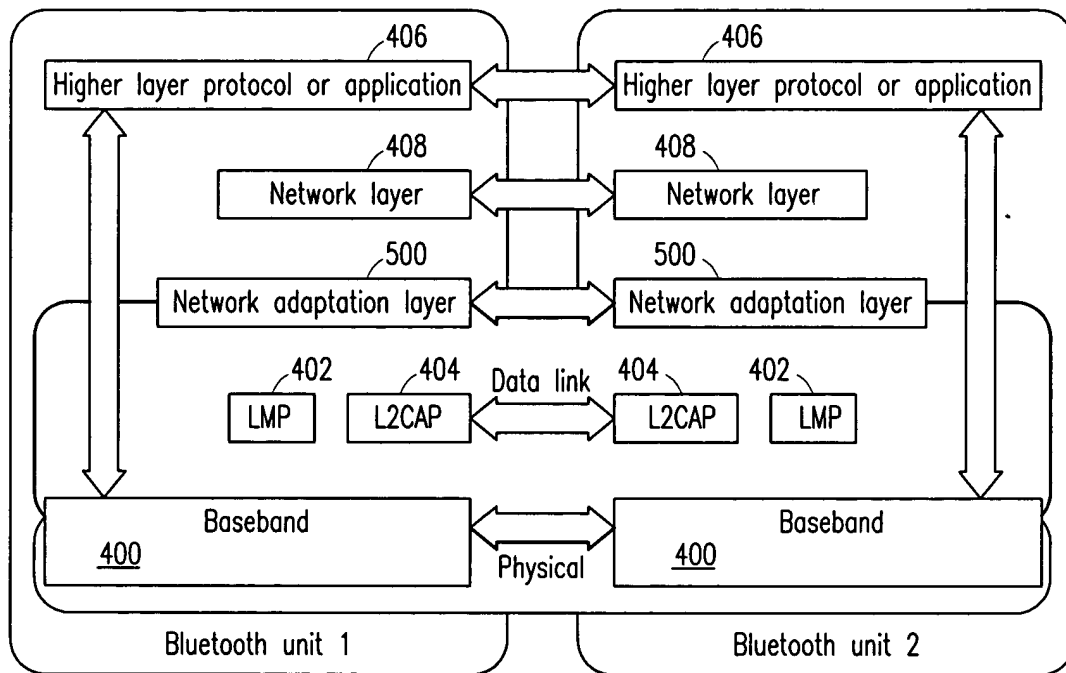 406
406
Higher layer protocol or application
Higher layer protocol or application
408
408
Network layer
Network layer
500
500
Network adaptation layer
Network adaptation layer
402
404
Data link
404
402
LMP
L2CAP
L2CAP
LMP
Baseband
Baseband
400
400
Physical
Bluetooth unit 1
Bluetooth unit 2